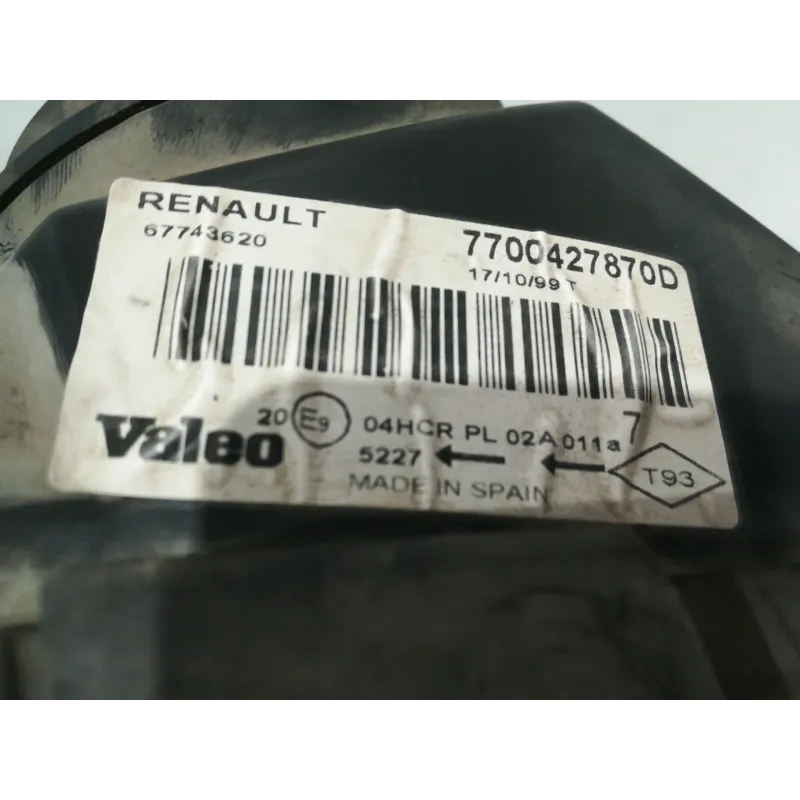 RENAULT
67743620
7700427870D
17/10/99 T
Valeo
20 E9 04HCR PL 02A 011a 7
5227
T93
MADE IN SPAIN